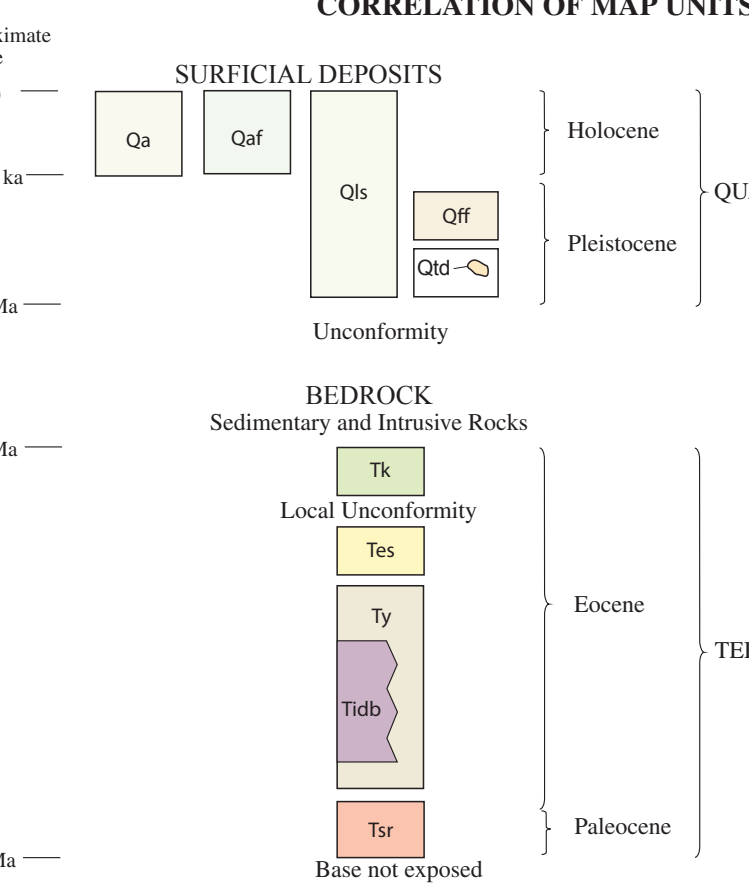 CORRELATION OF MAP UNITS
SURFICIAL DEPOSITS
Qa
Qaf
Qls
Qff
Qtd
Holocene
Pleistocene
ka
Ma
Unconformity
BEDROCK
Sedimentary and Intrusive Rocks
Ma
Tk
Local Unconformity
Tes
Ty
Tidb
Eocene
Tsr
Paleocene
Ma
Base not exposed